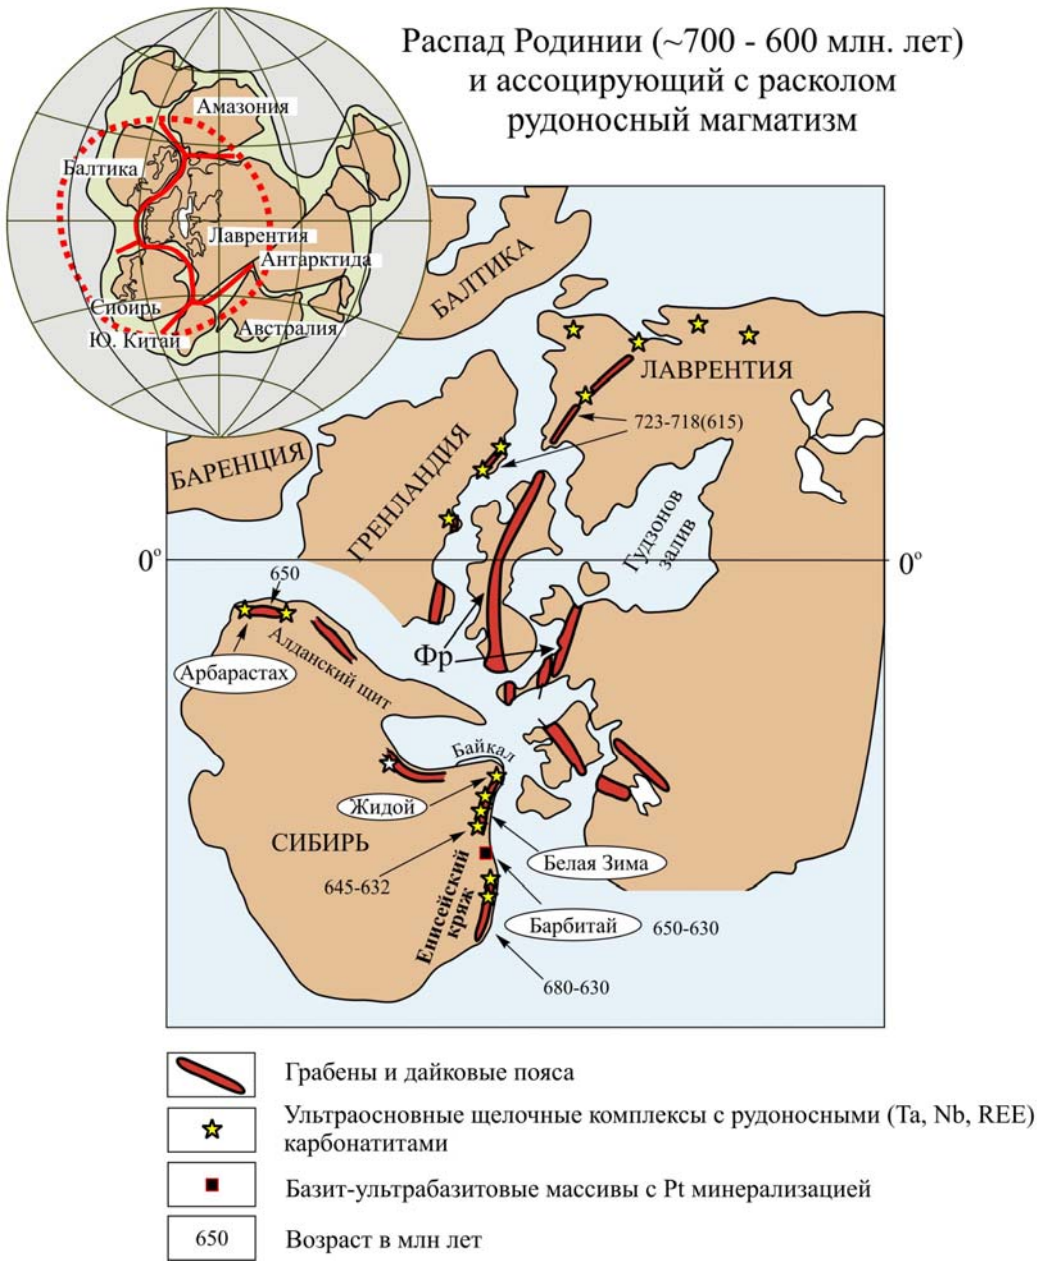 Распад Родинии (~700 - 600 млн. лет)
и ассоцирующий с расколом
рудоносный магматизм
Амазония
Балтика
Лаврентия
Антарктида
Сибирь
Австралия
Ю. Китай
БАЛТИКА
ЛАВРЕНТИЯ
723-718(615)
БАРЕНЦИЯ
ГРЕНЛАНДИЯ
Гудзонов
залив
0°
0°
650
Фр
Арбарастах
Алданский щит
Байкал
Жидой
СИБИРЬ
Белая Зима
645-632
Енисейский
кряж
Барбитай
650-630
680-630
Грабены и дайковые пояса
Ультраосновные щелочные комплексы с рудоносными (Ta, Nb, REE)
карбонатитами
Базит-ультрабазитовые массивы с Pt минерализацией
650
Возраст в млн лет